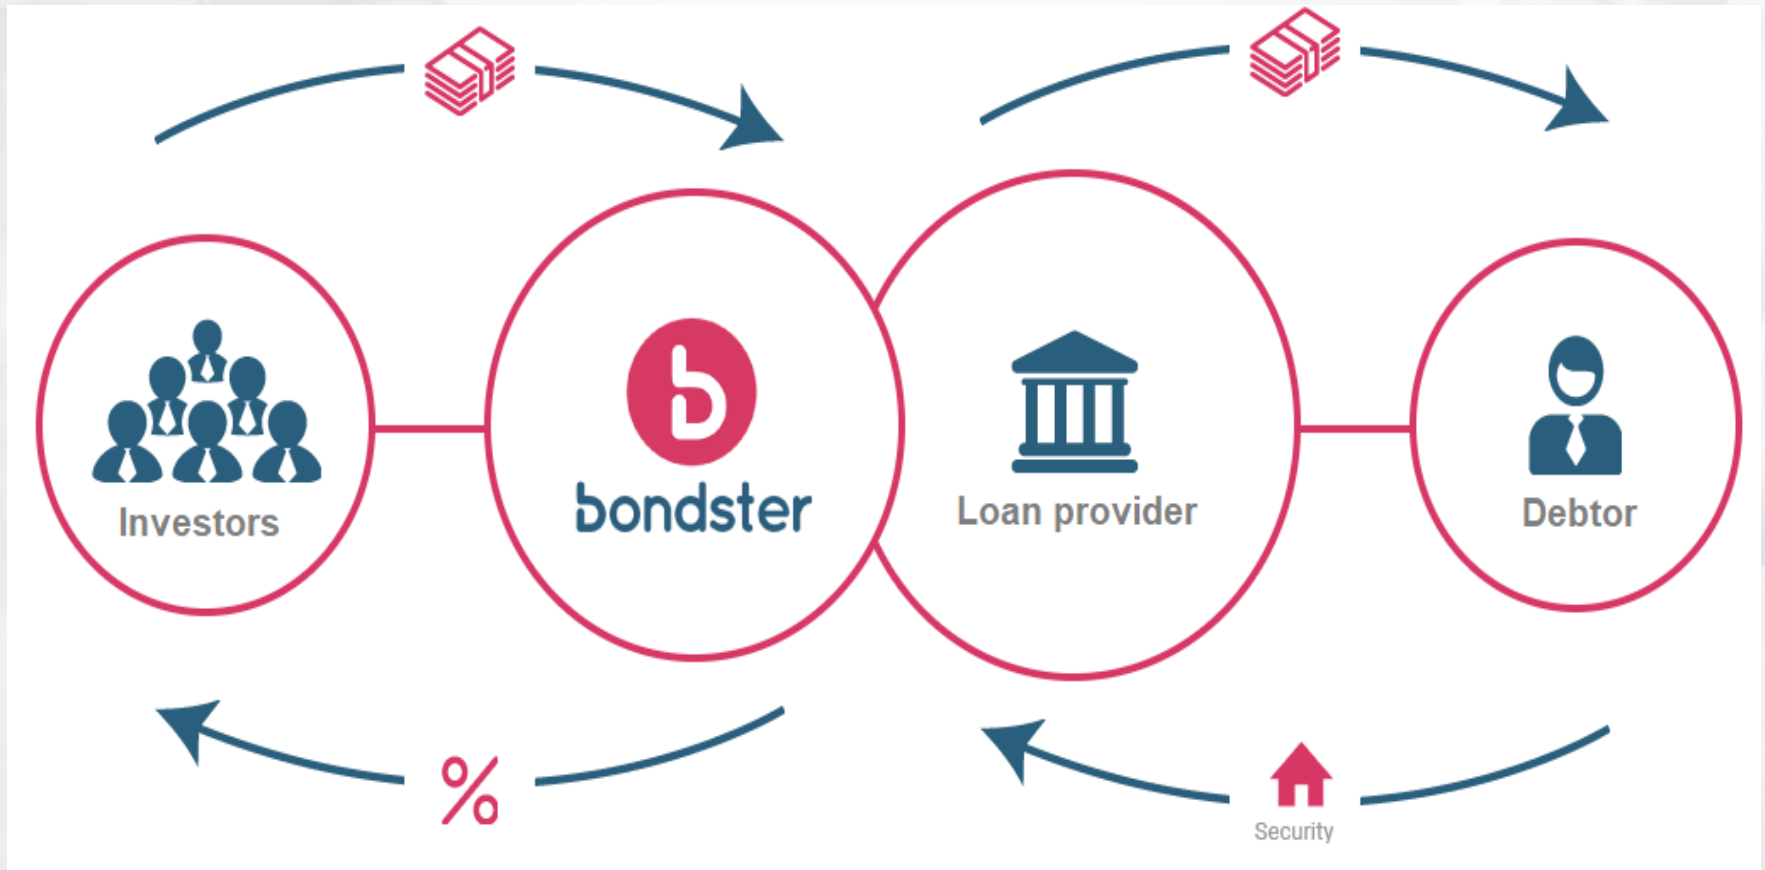 Investors
bondster
Loan provider
Debtor
%
Security